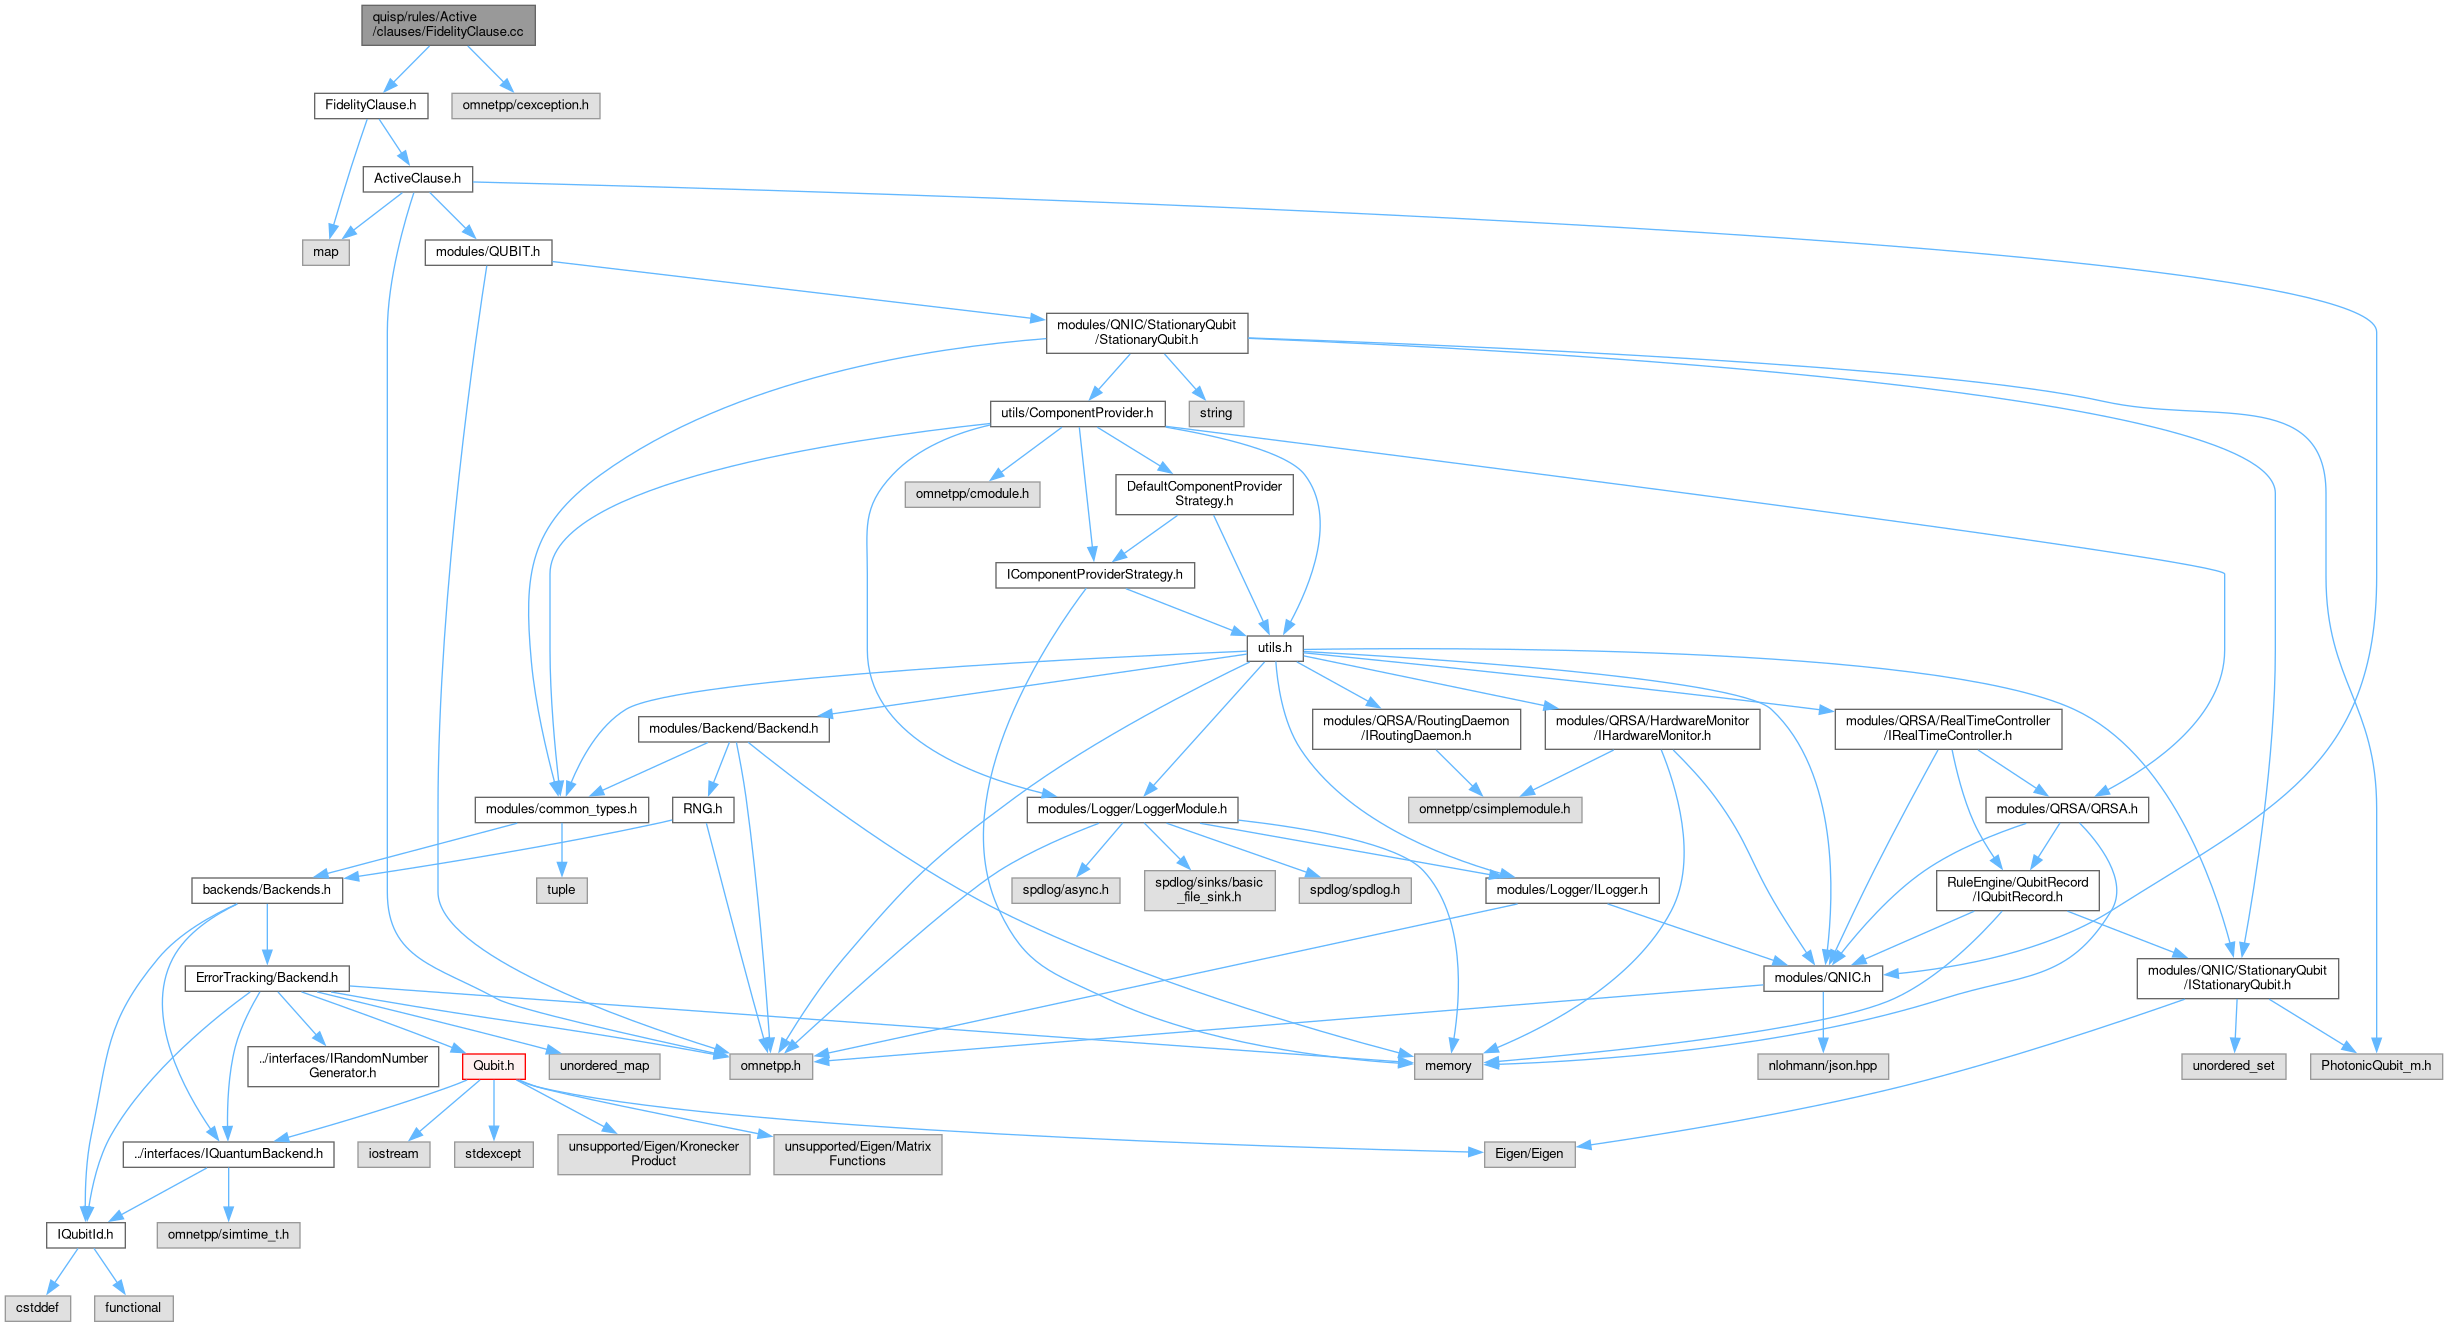 quisp/rules/Active
/clauses/FidelityClause.cc
FidelityClause.h
omnetpp/cexception.h
ActiveClause.h
map
modules/QUBIT.h
modules/QNIC/StationaryQubit
/StationaryQubit.h
utils/ComponentProvider.h
string
omnetpp/cmodule.h
DefaultComponentProvider
Strategy.h
IComponentProviderStrategy.h
utils.h
modules/Backend/Backend.h
modules/QRSA/RoutingDaemon
/IRoutingDaemon.h
modules/QRSA/HardwareMonitor
/IHardwareMonitor.h
modules/QRSA/RealTimeController
/IRealTimeController.h
modules/common_types.h
RNG.h
modules/Logger/LoggerModule.h
omnetpp/csimplemodule.h
modules/QRSA/QRSA.h
backends/Backends.h
tuple
spdlog/async.h
spdlog/sinks/basic
_file_sink.h
spdlog/spdlog.h
modules/Logger/ILogger.h
RuleEngine/QubitRecord
/IQubitRecord.h
ErrorTracking/Backend.h
modules/QNIC.h
modules/QNIC/StationaryQubit
/IStationaryQubit.h
../interfaces/IRandomNumber
Generator.h
Qubit.h
unordered_map
omnetpp.h
memory
nlohmann/json.hpp
unordered_set
PhotonicQubit_m.h
../interfaces/IQuantumBackend.h
iostream
stdexcept
unsupported/Eigen/Kronecker
Product
unsupported/Eigen/Matrix
Functions
Eigen/Eigen
IQubitId.h
omnetpp/simtime_t.h
cstddef
functional